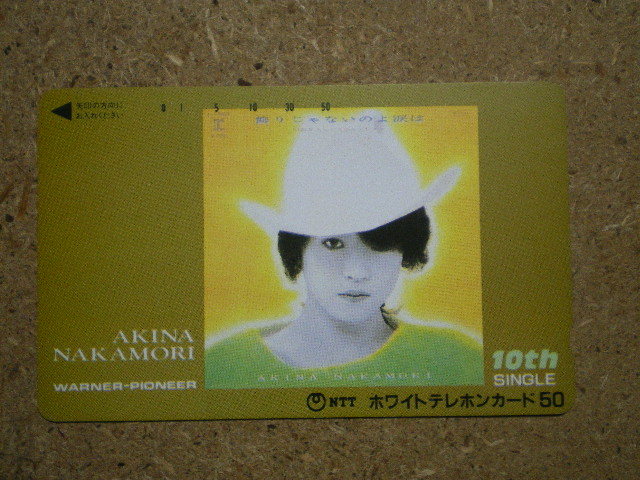 矢印の方向に
お入れください
0 1 5 10 30 50
飾りじゃないのよ涙は
AKINA
NAKAMORI
WARNER-PIONEER
AKINA NAKAMORI
10th
SINGLE
NTT ホワイトテレホンカード50